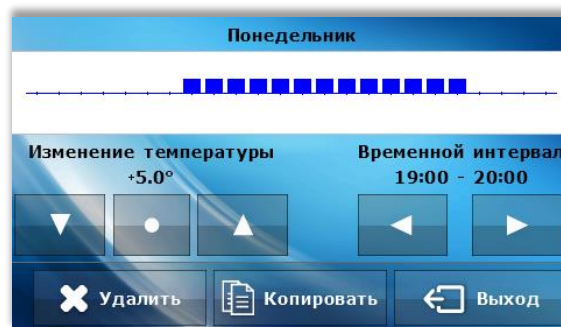 Понедельник
Изменение температуры
+5.0°
Временной интервал
19:00 - 20:00
Удалить
Копировать
Выход